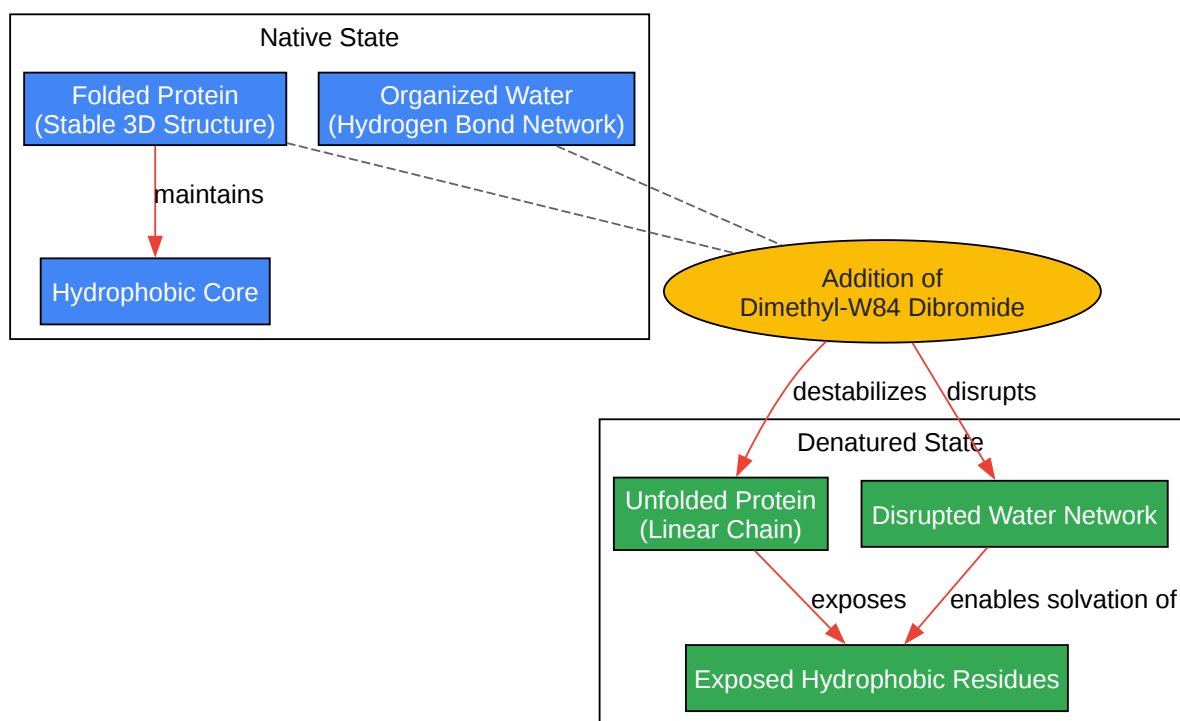 Native State
Folded Protein
(Stable 3D Structure)
Organized Water
(Hydrogen Bond Network)
maintains
Hydrophobic Core
Addition of
Dimethyl-W84 Dibromide
destabilizes
disrupts
Denatured State
Unfolded Protein
(Linear Chain)
Disrupted Water Network
exposes
enables solvation of
Exposed Hydrophobic Residues